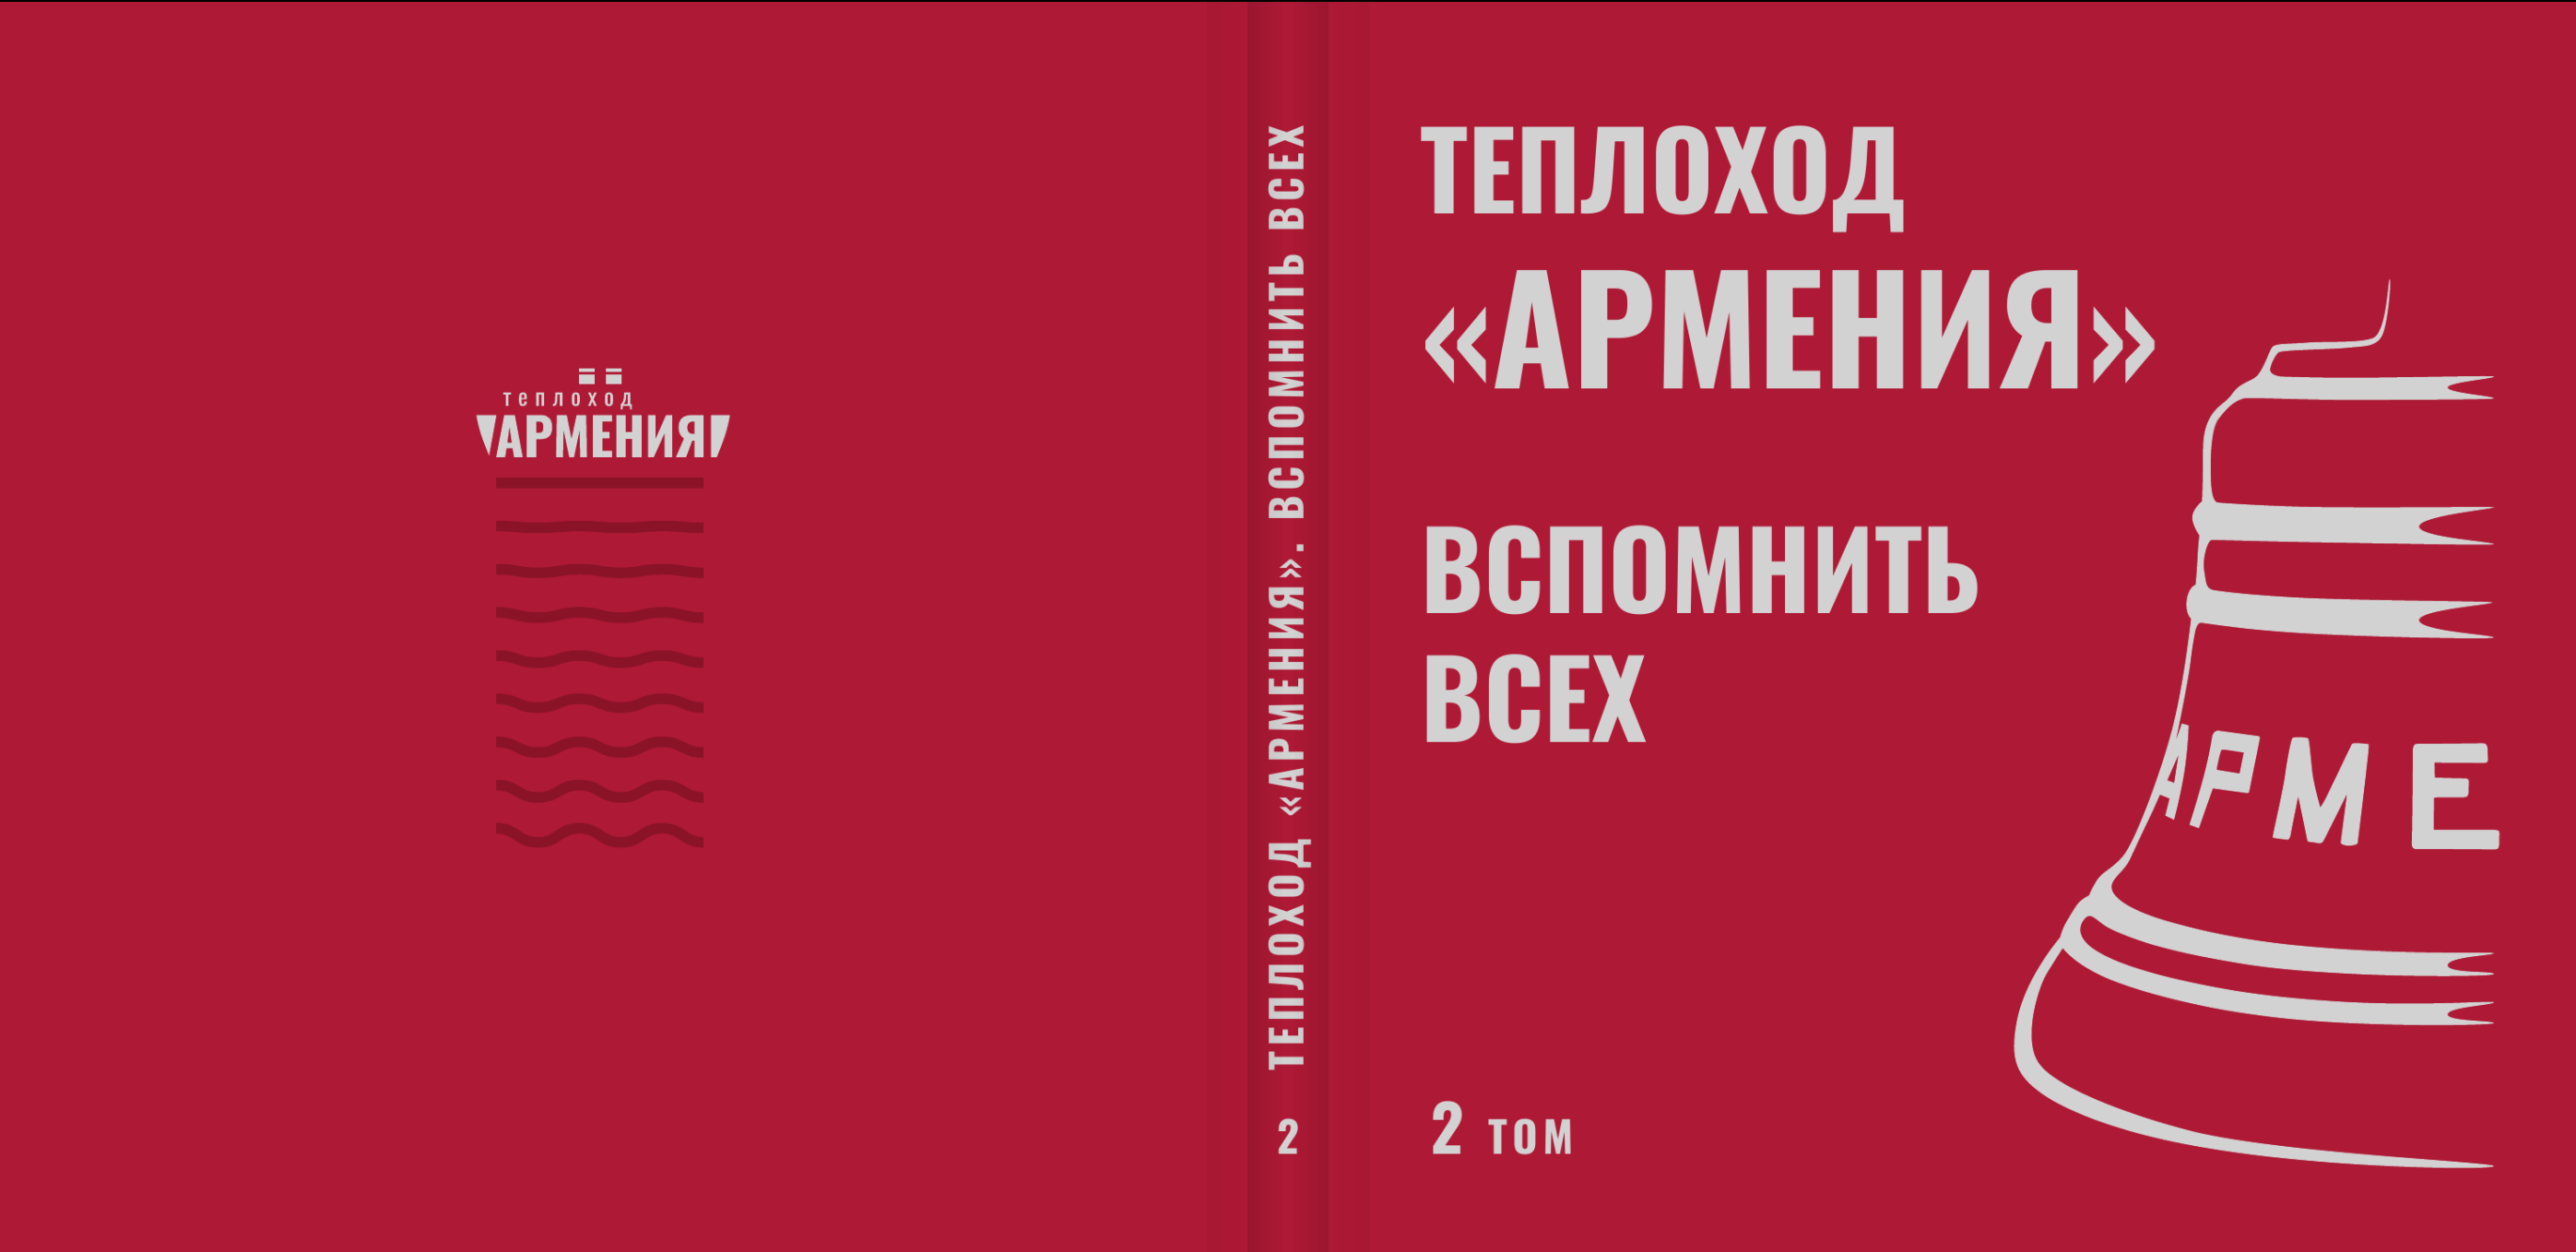 теплоход
АРМЕНИЯ
ТЕПЛОХОД «АРМЕНИЯ». ВСПОМНИТЬ ВСЕХ
2
ТЕПЛОХОД
«АРМЕНИЯ»
ВСПОМНИТЬ
ВСЕХ
АРМЕ
2 ТОМ